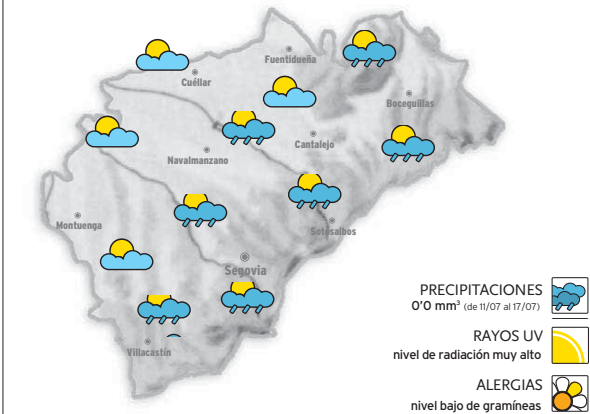 Fuentidueña
Cuéllar
Boceguillas
Cantalejo
Navalmanzano
Montuenga
Sotosalbos
Segovia
Villacastín
PRECIPITACIONES
0'0 mm³ (de 11/07 al 17/07)
RAYOS UV
nivel de radiación muy alto
ALERGIAS
nivel bajo de gramíneas